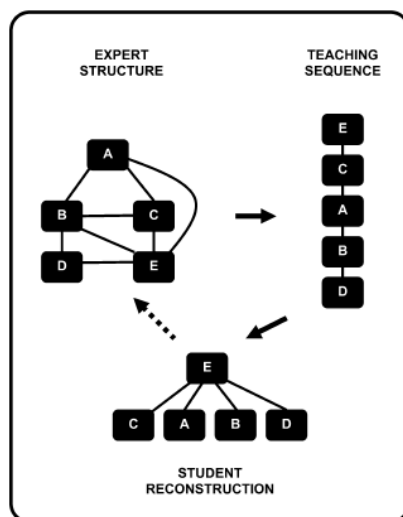 EXPERT
STRUCTURE
TEACHING
SEQUENCE
A
B
C
D
E
E
C
A
B
D
E
C
A
B
D
STUDENT
RECONSTRUCTION